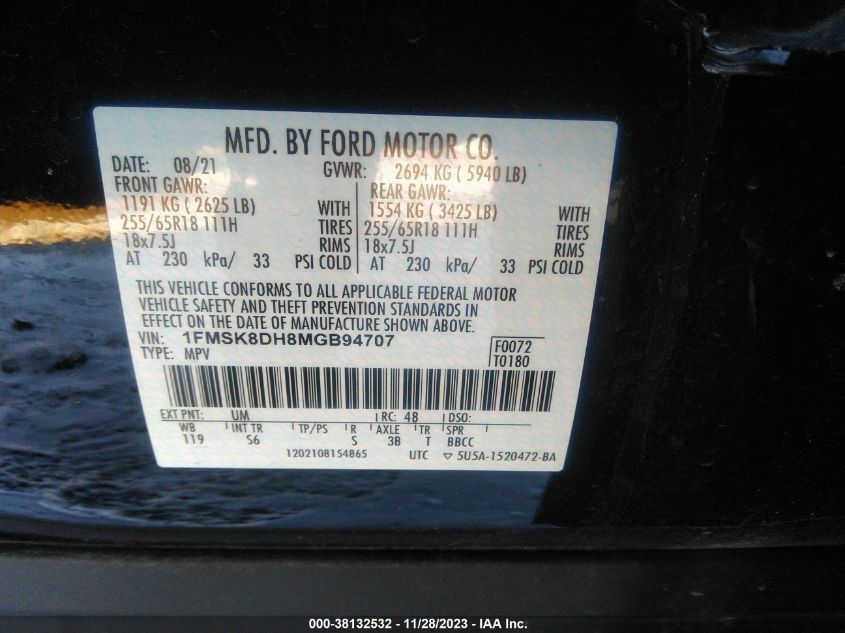 MFD. BY FORD MOTOR CO.
DATE: 08/21 GVWR: 2694 KG ( 5940 LB)
FRONT GAWR: REAR GAWR:
1191 KG ( 2625 LB) WITH 1554 KG ( 3425 LB) WITH
255/65R18 111H TIRES 255/65R18 111H TIRES
18x7.5J RIMS 18x7.5J RIMS
AT 230 kPa/ 33 PSI COLD AT 230 kPa/ 33 PSI COLD
THIS VEHICLE CONFORMS TO ALL APPLICABLE FEDERAL MOTOR
VEHICLE SAFETY AND THEFT PREVENTION STANDARDS IN
EFFECT ON THE DATE OF MANUFACTURE SHOWN ABOVE.
VIN: 1FMSK8DH8MGB94707 F0072
TYPE: MPV T0180
EXT PNT: UM RC: 48 DSO:
WB INT TR TP/PS R AXLE TR SPR
119 S6 S 3B T BBCC
1202108154865 UTC ▽ 5U5A-1520472-BA
000-38132532 - 11/28/2023 - IAA Inc.